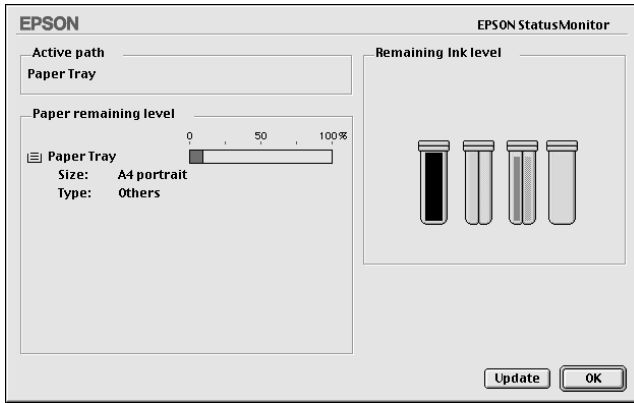 EPSON
EPSON StatusMonitor
Active path
Paper Tray
Paper remaining level
0 50 100%
Paper Tray
Size: A4 portrait
Type: Others
Remaining Ink level
Update OK